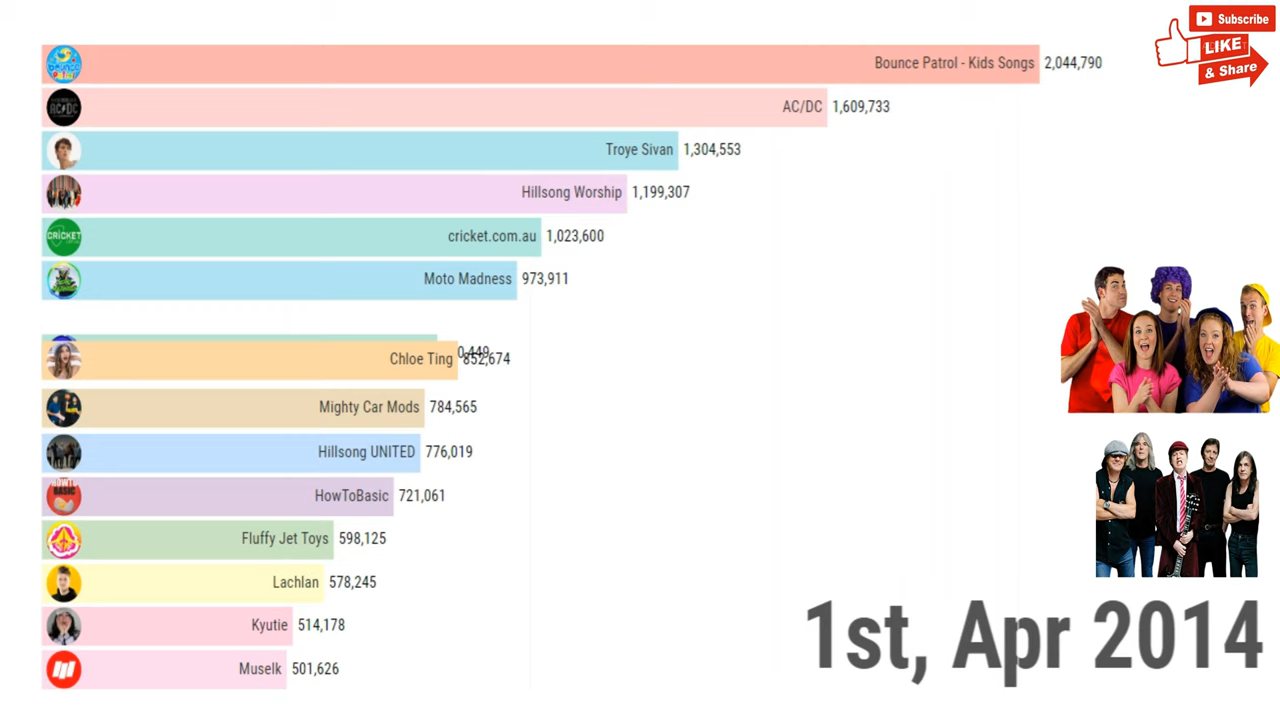 Subscribe
LIKE
& Share
Bounce Patrol - Kids Songs 2,044,790
AC/DC 1,609,733
Troye Sivan 1,304,553
Hillsong Worship 1,199,307
CRICKET
cricket.com.au 1,023,600
Moto Madness 973,911
Chloe Ting 852,674
Mighty Car Mods 784,565
Hillsong UNITED 776,019
HowToBasic 721,061
Fluffy Jet Toys 598,125
Lachlan 578,245
Kyutie 514,178
Muselk 501,626
1st, Apr 2014